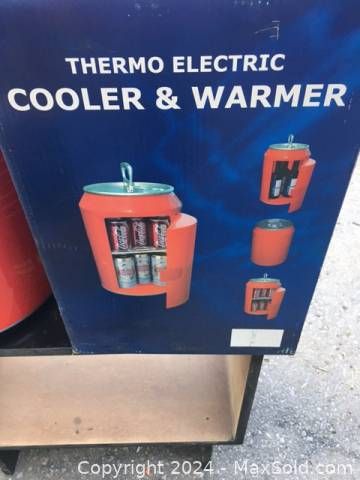 THERMO ELECTRIC
COOLER & WARMER
Copyright 2024 - MaxSold.com